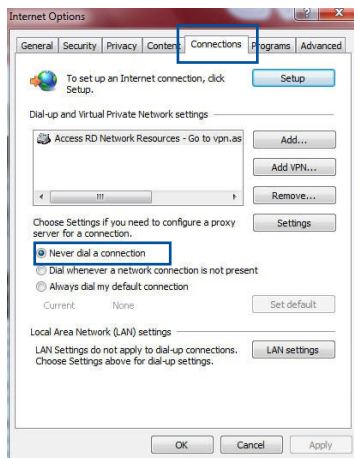 Internet Options
General Security Privacy Content Connections Programs Advanced
To set up an Internet connection, click
Setup.
Setup
Dial-up and Virtual Private Network settings
Access RD Network Resources - Go to vpn.as
Add...
Add VPN...
Remove...
Choose Settings if you need to configure a proxy
server for a connection.
Settings
Never dial a connection
Dial whenever a network connection is not present
Always dial my default connection
Current None
Set default
Local Area Network (LAN) settings
LAN Settings do not apply to dial-up connections.
Choose Settings above for dial-up settings.
LAN settings
OK Cancel Apply